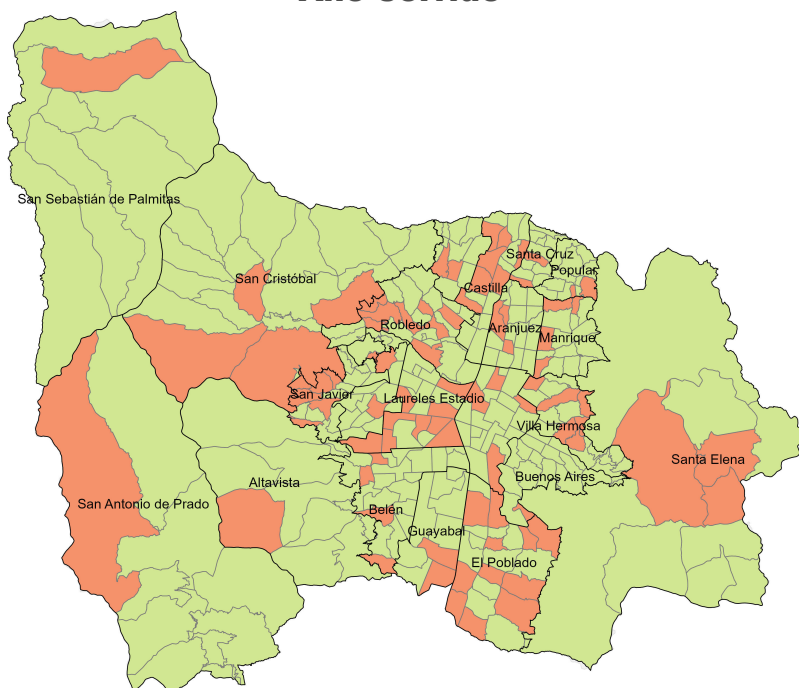 San Sebastián de Palmitas
Santa Cruz
Popular
San Cristóbal
Castilla
Robledo
Aranjuez
Manrique
San Javier
Laureles Estadio
Villa Hermosa
Santa Elena
Buenos Aires
Altavista
San Antonio de Prado
Belén
Guayabal
El Poblado